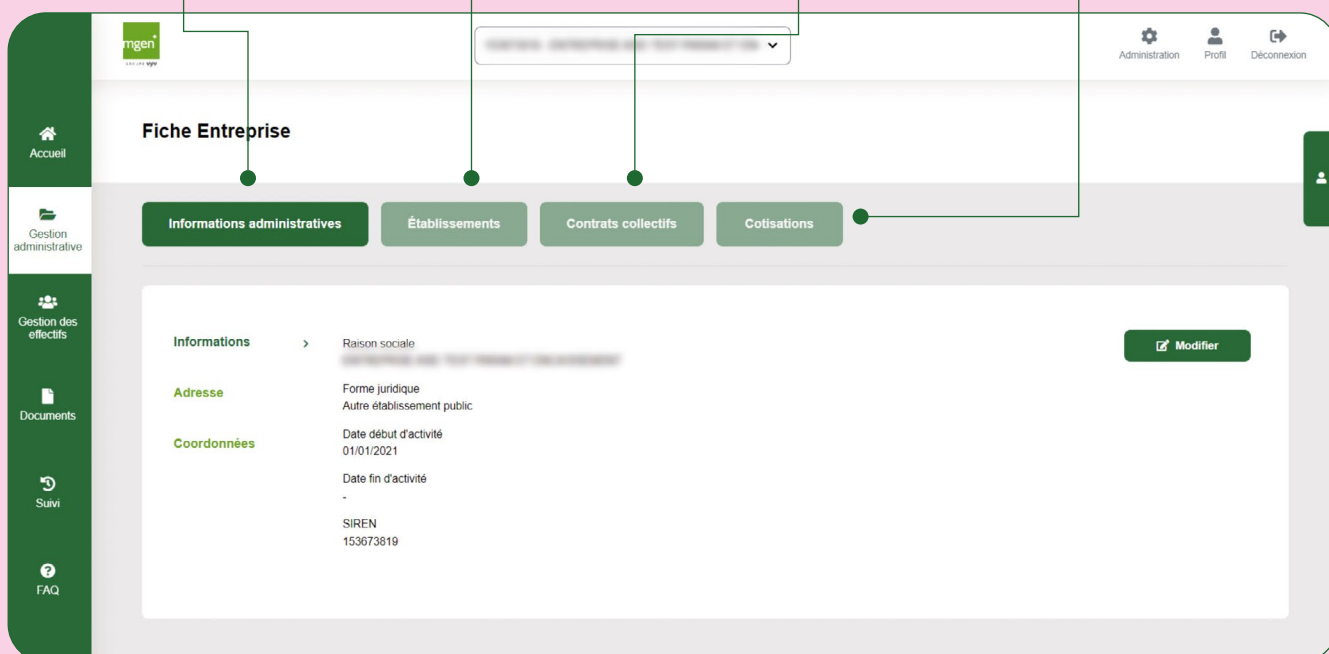 mgen*
Administration
Profil
Déconnexion
Fiche Entreprise
Accueil
Gestion
administrative
Gestion des
effectifs
Documents
Suivi
FAQ
Informations administratives
Établissements
Contrats collectifs
Cotisations
Informations
Adresse
Coordonnées
Raison sociale
Forme juridique
Autre établissement public
Date début d'activité
01/01/2021
Date fin d'activité
-
SIREN
153673819
Modifier